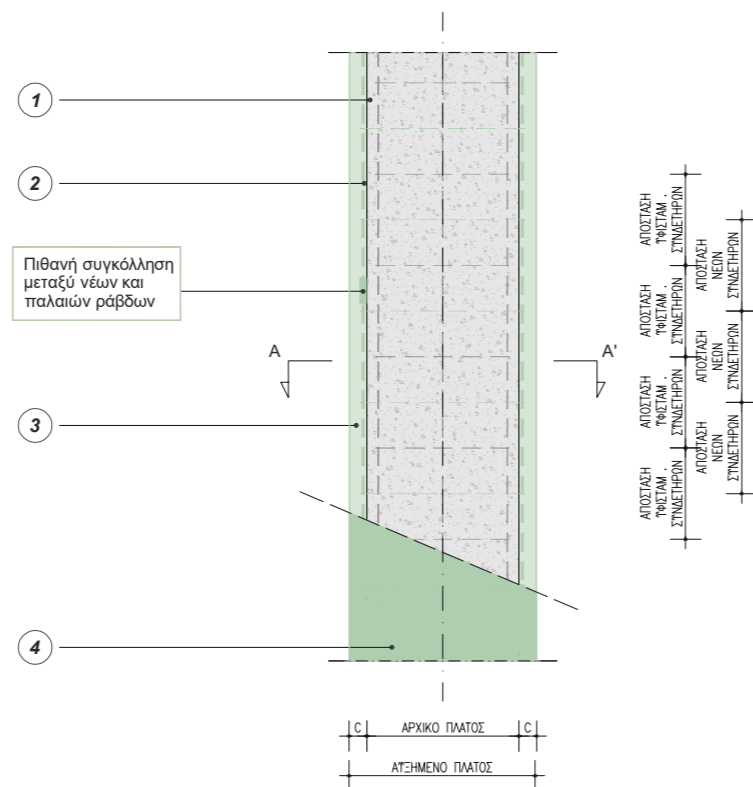 1
2
Πιθανή συγκόλληση
μεταξύ νέων και
παλαιών ράβδων
A
A'
3
4
C
ΑΡΧΙΚΟ ΠΛΑΤΟΣ
C
ΑΥΞΗΜΕΝΟ ΠΛΑΤΟΣ
ΑΠΟΣΤΑΣΗ
ΥΦΙΣΤΑΜ.
ΣΥΝΔΕΤΗΡΩΝ
ΑΠΟΣΤΑΣΗ
ΥΦΙΣΤΑΜ.
ΣΥΝΔΕΤΗΡΩΝ
ΑΠΟΣΤΑΣΗ
ΥΦΙΣΤΑΜ.
ΣΥΝΔΕΤΗΡΩΝ
ΑΠΟΣΤΑΣΗ
ΥΦΙΣΤΑΜ.
ΣΥΝΔΕΤΗΡΩΝ
ΑΠΟΣΤΑΣΗ
ΝΕΩΝ
ΣΥΝΔΕΤΗΡΩΝ
ΑΠΟΣΤΑΣΗ
ΝΕΩΝ
ΣΥΝΔΕΤΗΡΩΝ
ΑΠΟΣΤΑΣΗ
ΝΕΩΝ
ΣΥΝΔΕΤΗΡΩΝ